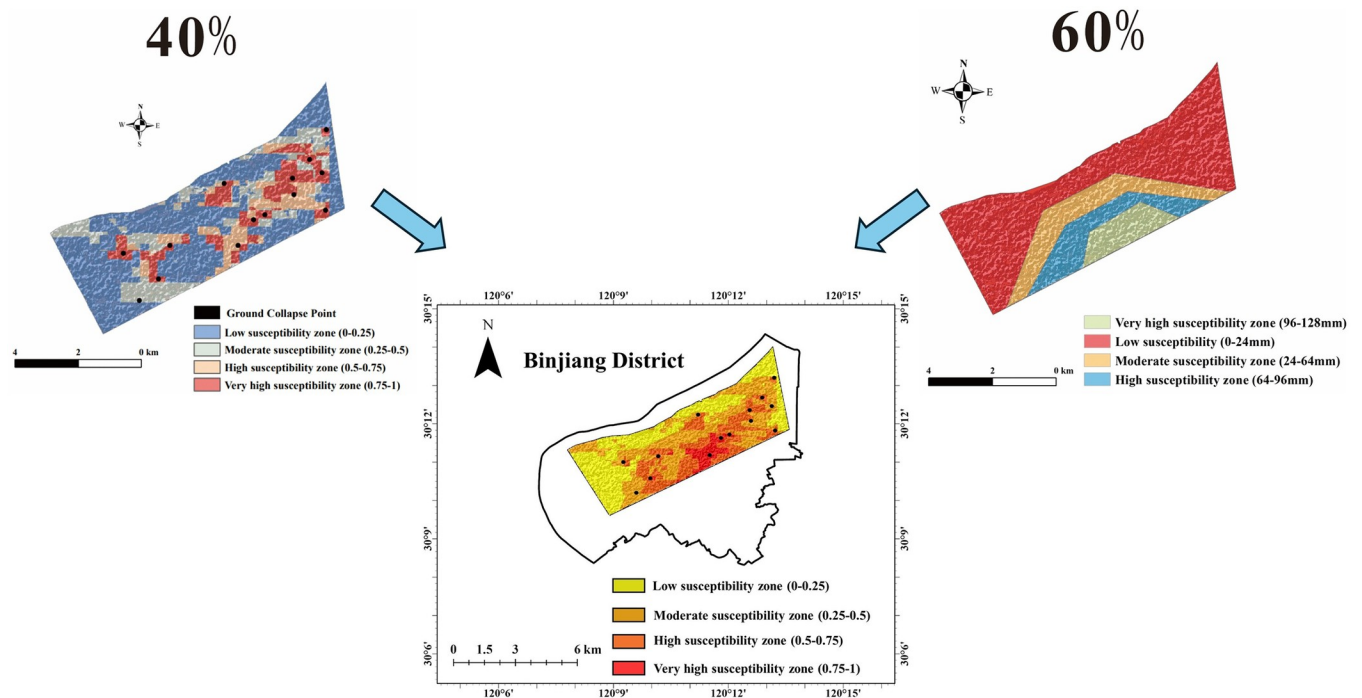 40%
60%
N
W E
S
N
W E
S
Ground Collapse Point
Low susceptibility zone (0-0.25)
Moderate susceptibility zone (0.25-0.5)
High susceptibility zone (0.5-0.75)
Very high susceptibility zone (0.75-1)
4 2 0 km
Very high susceptibility zone (96-128mm)
Low susceptibility (0-24mm)
Moderate susceptibility zone (24-64mm)
High susceptibility zone (64-96mm)
4 2 0 km
120°6′ 120°9′ 120°12′ 120°15′
30°15′
30°12′
30°9′
30°6′
30°15′
30°12′
30°9′
30°6′
N
Binjiang District
Low susceptibility zone (0-0.25)
Moderate susceptibility zone (0.25-0.5)
High susceptibility zone (0.5-0.75)
Very high susceptibility zone (0.75-1)
0 1.5 3 6 km
120°6′ 120°9′ 120°12′ 120°15′